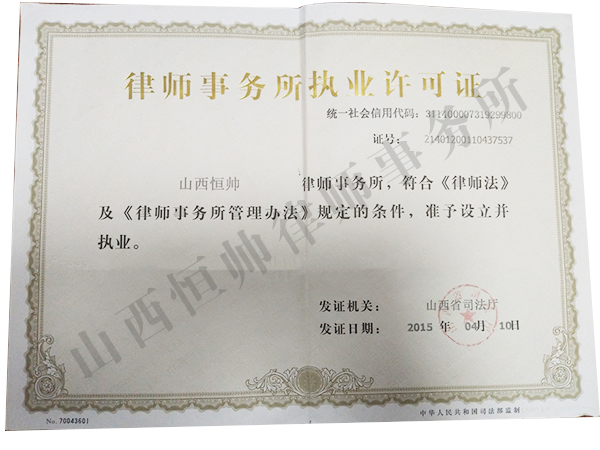 律师事务所执业许可证
统一社会信用代码：311400007319299800
证号： 21401200110437537
山西恒帅 律师事务所，符合《律师法》
及《律师事务所管理办法》规定的条件，准予设立并
执业。
发证机关： 山西省司法厅
发证日期： 2015 年 04月 10日
No. 70043601
中华人民共和国司法部监制
山西恒帅律师事务所